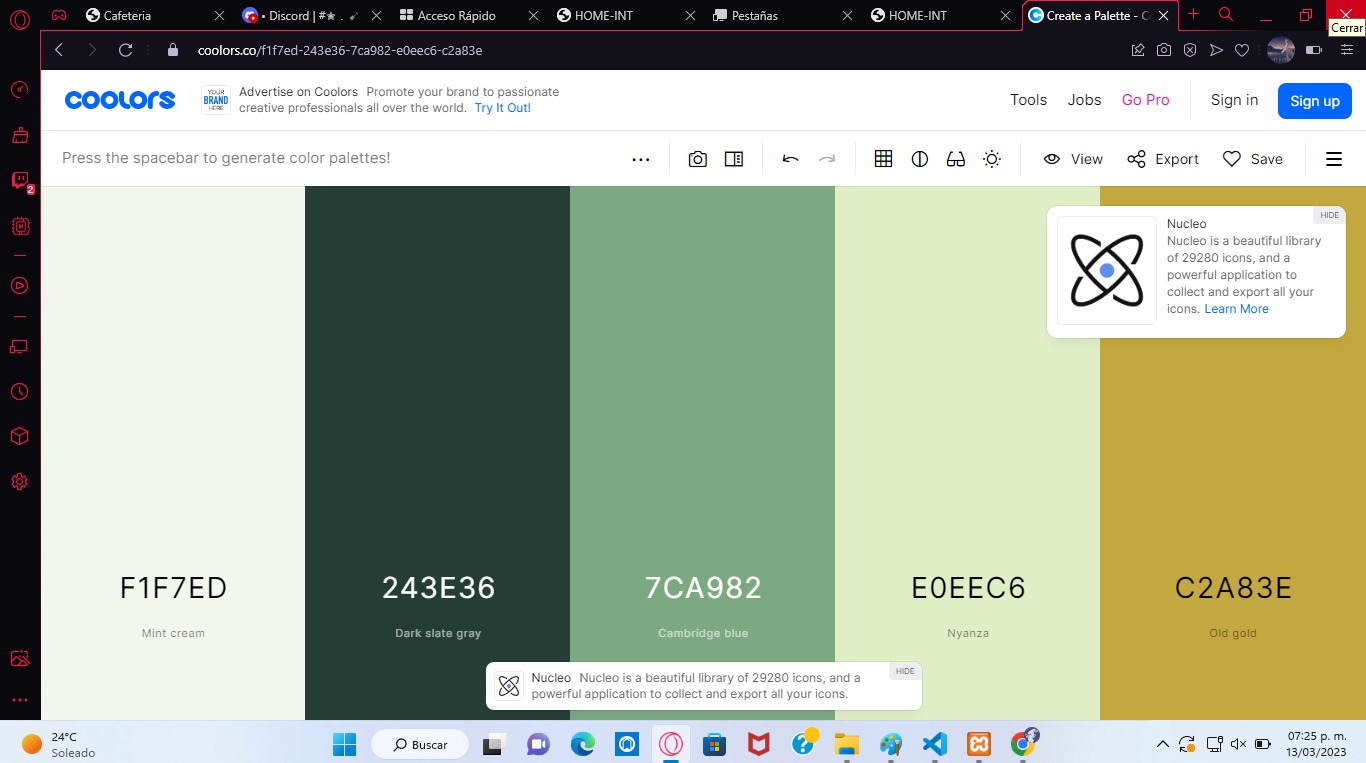 Cafeteria
• Discord | #★ .
Acceso Rápido
HOME-INT
Pestañas
HOME-INT
Create a Palette - C
Cerrar
coolors.co/f1f7ed-243e36-7ca982-e0eec6-c2a83e
2
coolors
YOUR
BRAND
HERE
Advertise on Coolors Promote your brand to passionate
creative professionals all over the world. Try It Out!
Tools
Jobs
Go Pro
Sign in
Sign up
Press the spacebar to generate color palettes!
View
Export
Save
HIDE
Nucleo
Nucleo is a beautiful library
of 29280 icons, and a
powerful application to
collect and export all your
icons. Learn More
F1F7ED
Mint cream
243E36
Dark slate gray
7CA982
Cambridge blue
E0EEC6
Nyanza
C2A83E
Old gold
HIDE
Nucleo Nucleo is a beautiful library of 29280 icons, and a
powerful application to collect and export all your icons.
24°C
Soleado
Buscar
07:25 p. m.
13/03/2023